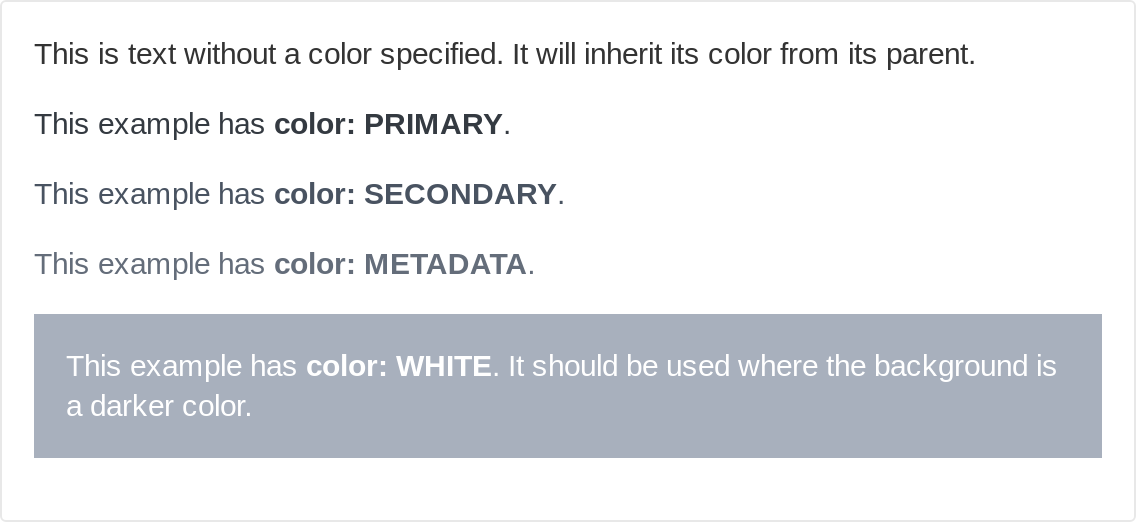 This is text without a color specified. It will inherit its color from its parent.
This example has color: PRIMARY.
This example has color: SECONDARY.
This example has color: METADATA.
This example has color: WHITE. It should be used where the background is
a darker color.